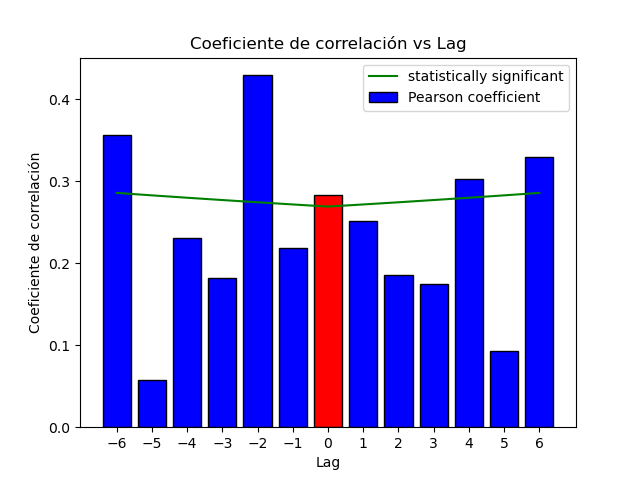 Coeficiente de correlación vs Lag
statistically significant
Pearson coefficient
Coeficiente de correlación
0.4
0.3
0.2
0.1
0.0
−6 −5 −4 −3 −2 −1 0 1 2 3 4 5 6
Lag